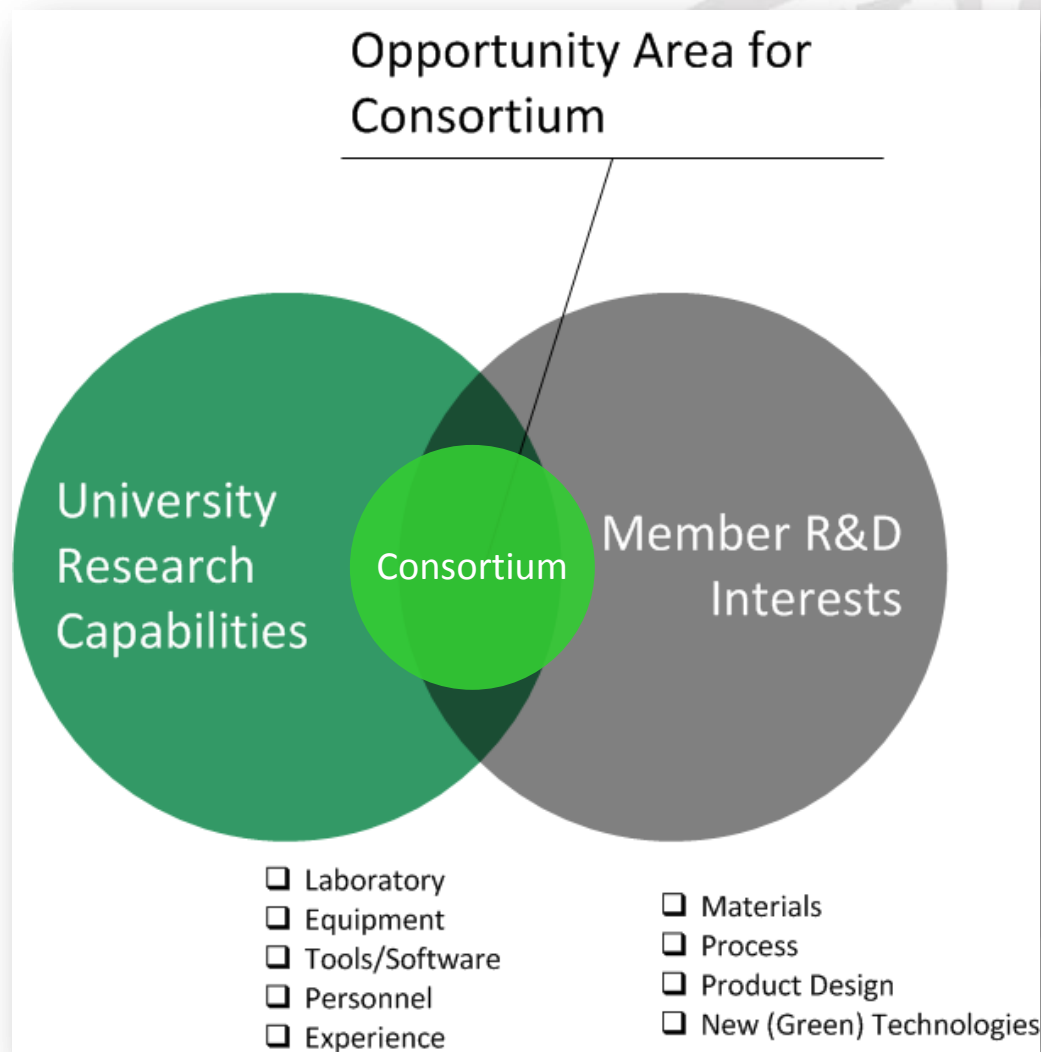 Opportunity Area for
Consortium
University
Research
Capabilities
Consortium
Member R&D
Interests
❑ Laboratory
❑ Equipment
❑ Tools/Software
❑ Personnel
❑ Experience
❑ Materials
❑ Process
❑ Product Design
❑ New (Green) Technologies